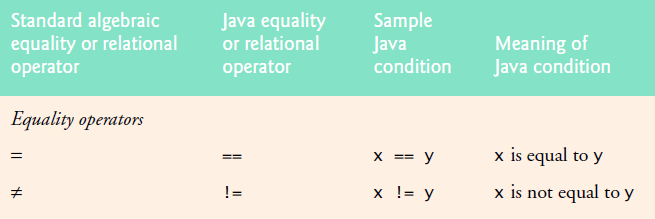 Standard algebraic equality or relational operator Java equality or relational operator Sample Java condition Meaning of Java condition
Equality operators
= == x == y x is equal to y
≠ != x != y x is not equal to y